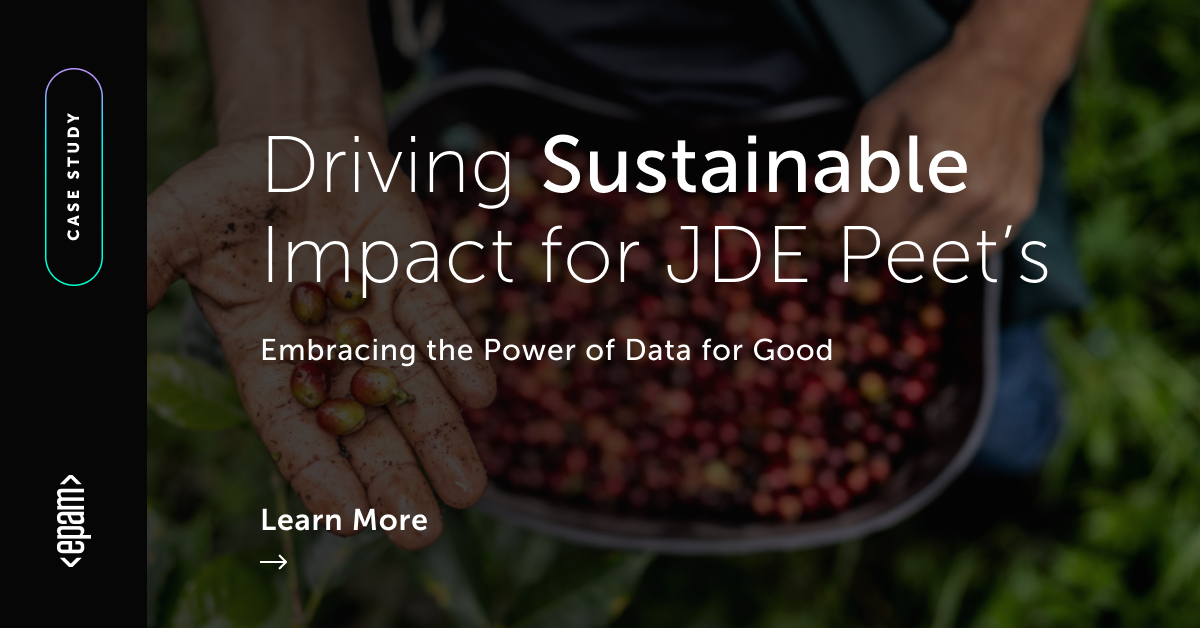 CASE STUDY
Driving Sustainable
Impact for JDE Peet’s
Embracing the Power of Data for Good
Learn More
<epam>